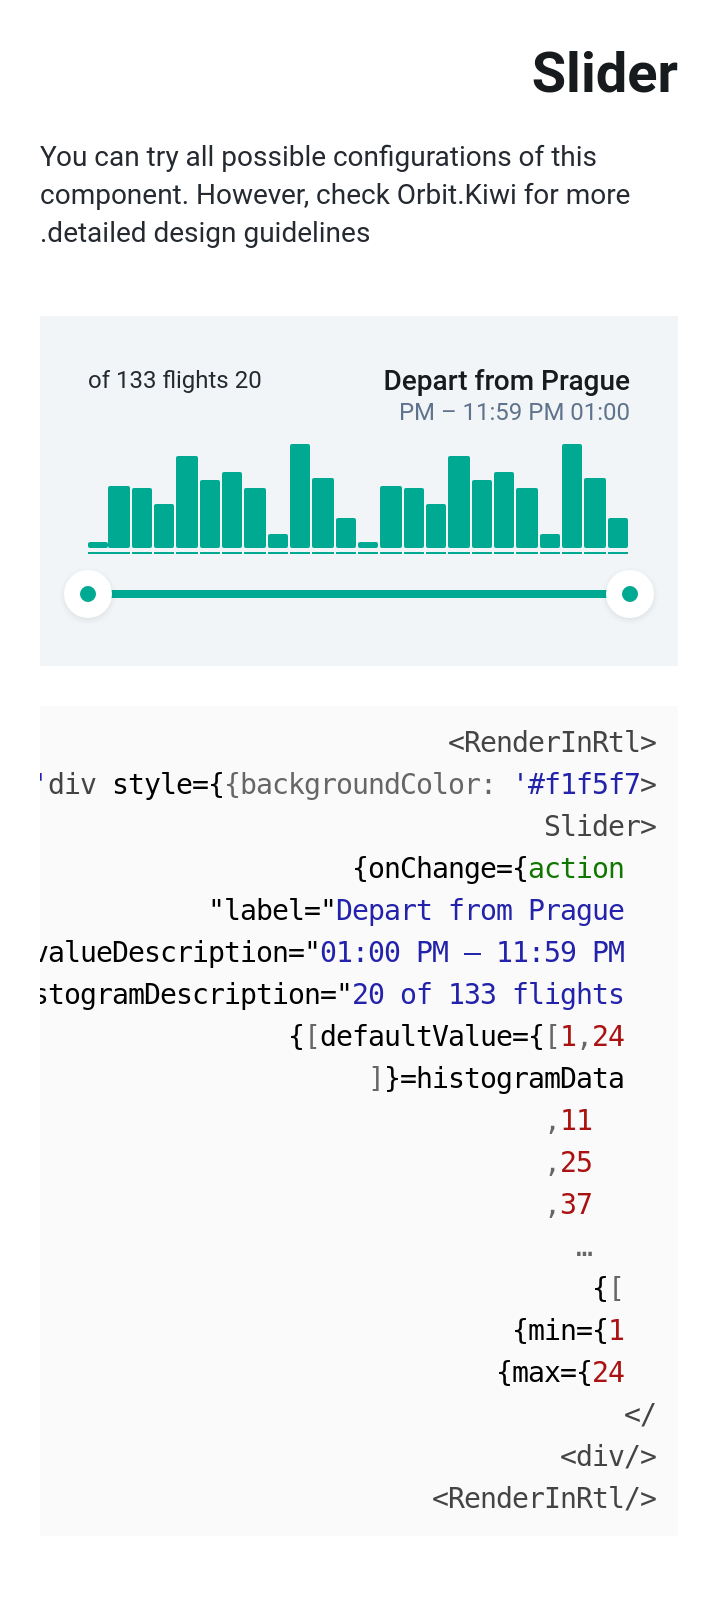 Slider
You can try all possible configurations of this
component. However, check Orbit.Kiwi for more
.detailed design guidelines
of 133 flights 20
Depart from Prague
PM – 11:59 PM 01:00
<RenderInRtl>
'div style={{backgroundColor: '#f1f5f7>
Slider>
{onChange={action
"label="Depart from Prague
valueDescription="01:00 PM – 11:59 PM
stogramDescription="20 of 133 flights
{[defaultValue={[1,24
]}=histogramData
,11
,25
,37
…
{[
{min={1
{max={24
</
<div/>
<RenderInRtl/>